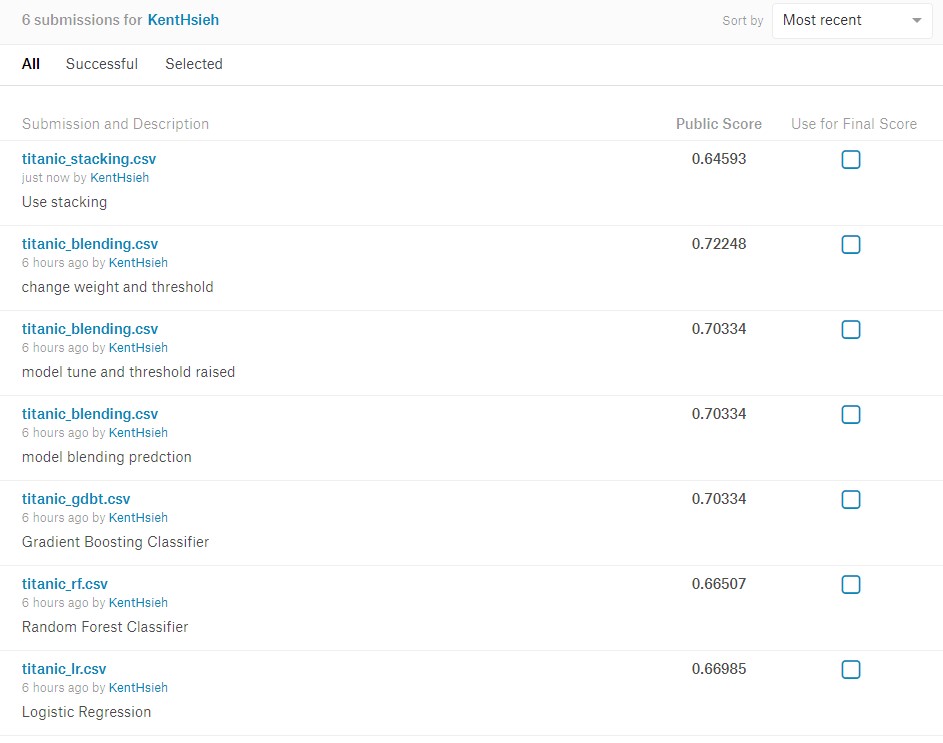 6 submissions for KentHsieh Sort by Most recent
All Successful Selected
Submission and Description Public Score Use for Final Score
titanic_stacking.csv 0.64593
just now by KentHsieh
Use stacking
titanic_blending.csv 0.72248
6 hours ago by KentHsieh
change weight and threshold
titanic_blending.csv 0.70334
6 hours ago by KentHsieh
model tune and threshold raised
titanic_blending.csv 0.70334
6 hours ago by KentHsieh
model blending predction
titanic_gdbt.csv 0.70334
6 hours ago by KentHsieh
Gradient Boosting Classifier
titanic_rf.csv 0.66507
6 hours ago by KentHsieh
Random Forest Classifier
titanic_lr.csv 0.66985
6 hours ago by KentHsieh
Logistic Regression